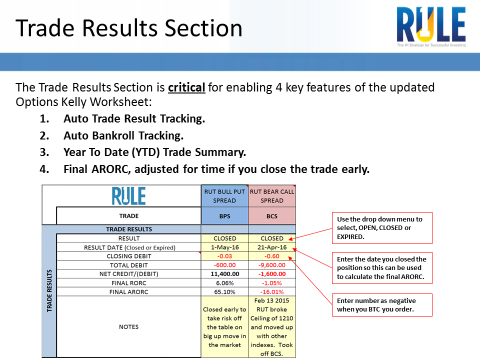 Trade Results Section
RULE
The #1 Strategy for Successful Investors
The Trade Results Section is critical for enabling 4 key features of the updated
Options Kelly Worksheet:
1. Auto Trade Result Tracking.
2. Auto Bankroll Tracking.
3. Year To Date (YTD) Trade Summary.
4. Final ARORC, adjusted for time if you close the trade early.
RULE
RUT BULL PUT
SPREAD
RUT BEAR CALL
SPREAD
TRADE BPS BCS
TRADE RESULTS
TRADE RESULTS
RESULT CLOSED CLOSED
RESULT DATE (Closed or Expired) 1-May-16 21-Apr-16
CLOSING DEBIT -0.03 -0.60
TOTAL DEBIT -600.00 -9,600.00
NET CREDIT/(DEBIT) 11,400.00 -1,600.00
FINAL RORC 6.06% -1.05%
FINAL ARORC 65.10% -16.01%
NOTES
Closed early to
take risk off
the table on
big up move in
the market
Feb 13 2015
RUT broke
Ceiling of 1210
and moved up
with other
indexes. Took
off BCS.
Use the drop down menu to
select, OPEN, CLOSED or
EXPIRED.
Enter the date you closed the
position so this can be used
to calculate the final ARORC.
Enter number as negative
when you BTC you order.